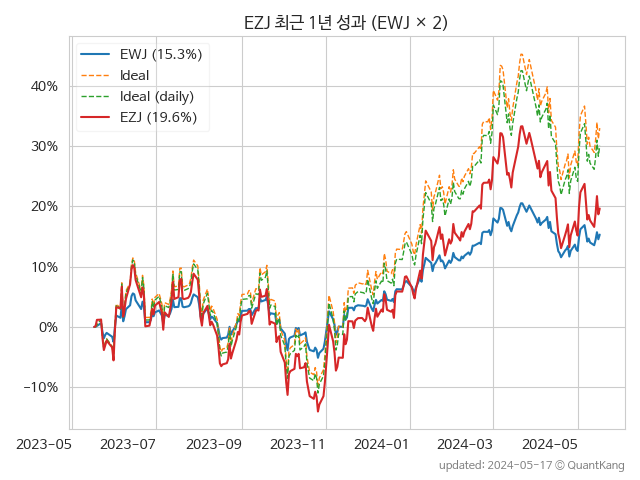 EZJ 최근 1년 성과 (EWJ × 2)
EWJ (15.3%)
Ideal
Ideal (daily)
EZJ (19.6%)
40%
30%
20%
10%
0%
−10%
2023-05
2023-07
2023-09
2023-11
2024-01
2024-03
2024-05
updated: 2024-05-17 © QuantKang